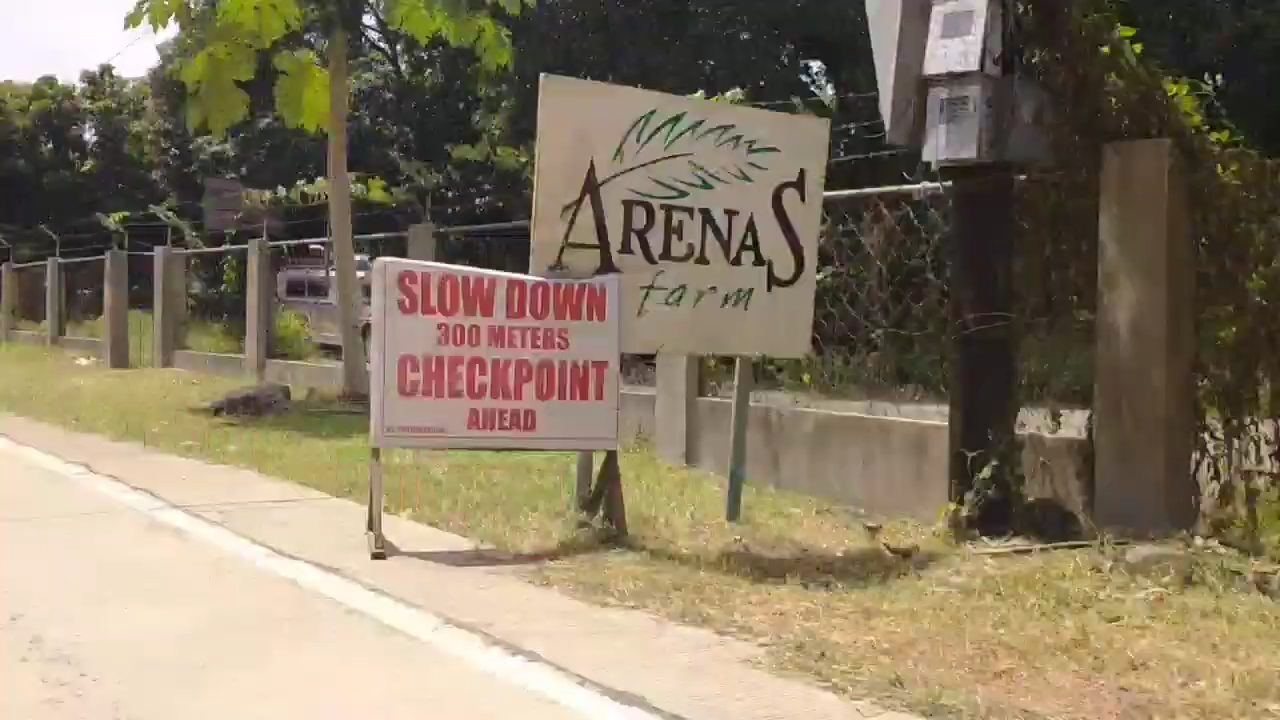 ARENAS
farm
SLOW DOWN
300 METERS
CHECKPOINT
AHEAD